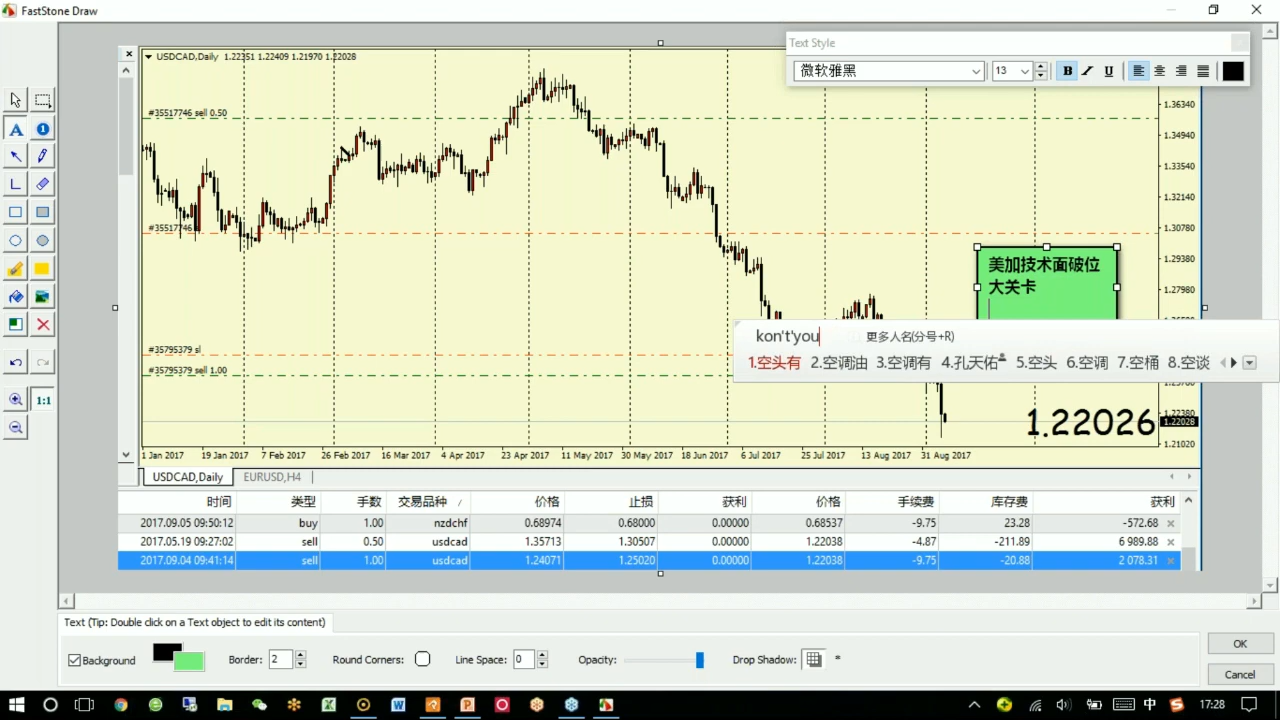 FastStone Draw
Text Style
USDCAD,Daily 1.22351 1.22409 1.21970 1.22028
微软雅黑 13 B I U
#35517746 sell 0.50
1.36340
1.34940
1.33540
1.32140
#35517746
1.30780
1.29380
1.27980
美加技术面破位
大关卡
kon't'you 更多人名(分号+R)
1.空头有 2.空调油 3.空调有 4.孔天佑 5.空头 6.空调 7.空桶 8.空谈
#35795379 sl
#35795379 sell 1.00
1.22380
1.22026 1.22028
1.21020
1 Jan 2017 19 Jan 2017 7 Feb 2017 26 Feb 2017 16 Mar 2017 4 Apr 2017 23 Apr 2017 11 May 2017 30 May 2017 18 Jun 2017 6 Jul 2017 25 Jul 2017 13 Aug 2017 31 Aug 2017
USDCAD,Daily EURUSD,H4
时间 类型 手数 交易品种 / 价格 止损 获利 价格 手续费 库存费 获利
2017.09.05 09:50:12 buy 1.00 nzdchf 0.68974 0.68000 0.00000 0.68537 -9.75 23.28 -572.68
2017.05.19 09:27:02 sell 0.50 usdcad 1.35713 1.30507 0.00000 1.22038 -4.87 -211.89 6 989.88
2017.09.04 09:41:14 sell 1.00 usdcad 1.24071 1.25020 0.00000 1.22038 -9.75 -20.88 2 078.31
1:1
Text (Tip: Double click on a Text object to edit its content)
Background Border: 2 Round Corners: Line Space: 0 Opacity: Drop Shadow: *
OK
Cancel
中 17:28